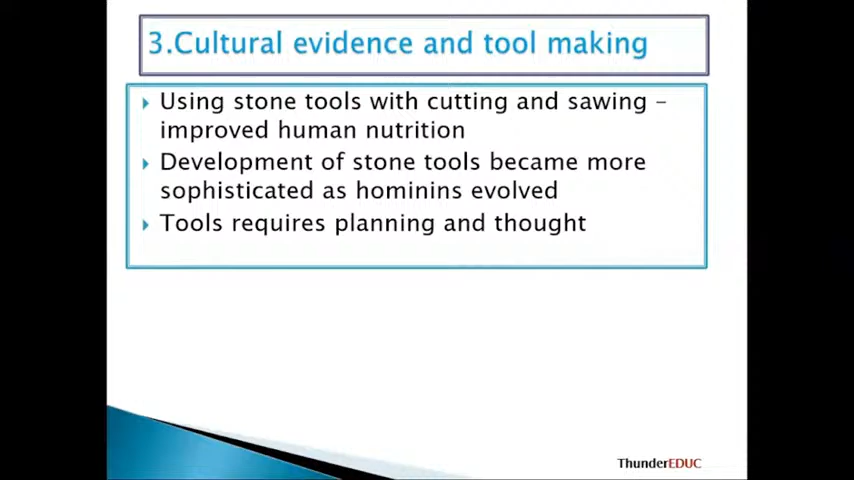 3.Cultural evidence and tool making
Using stone tools with cutting and sawing –
improved human nutrition
Development of stone tools became more
sophisticated as hominins evolved
Tools requires planning and thought
ThunderEDUC